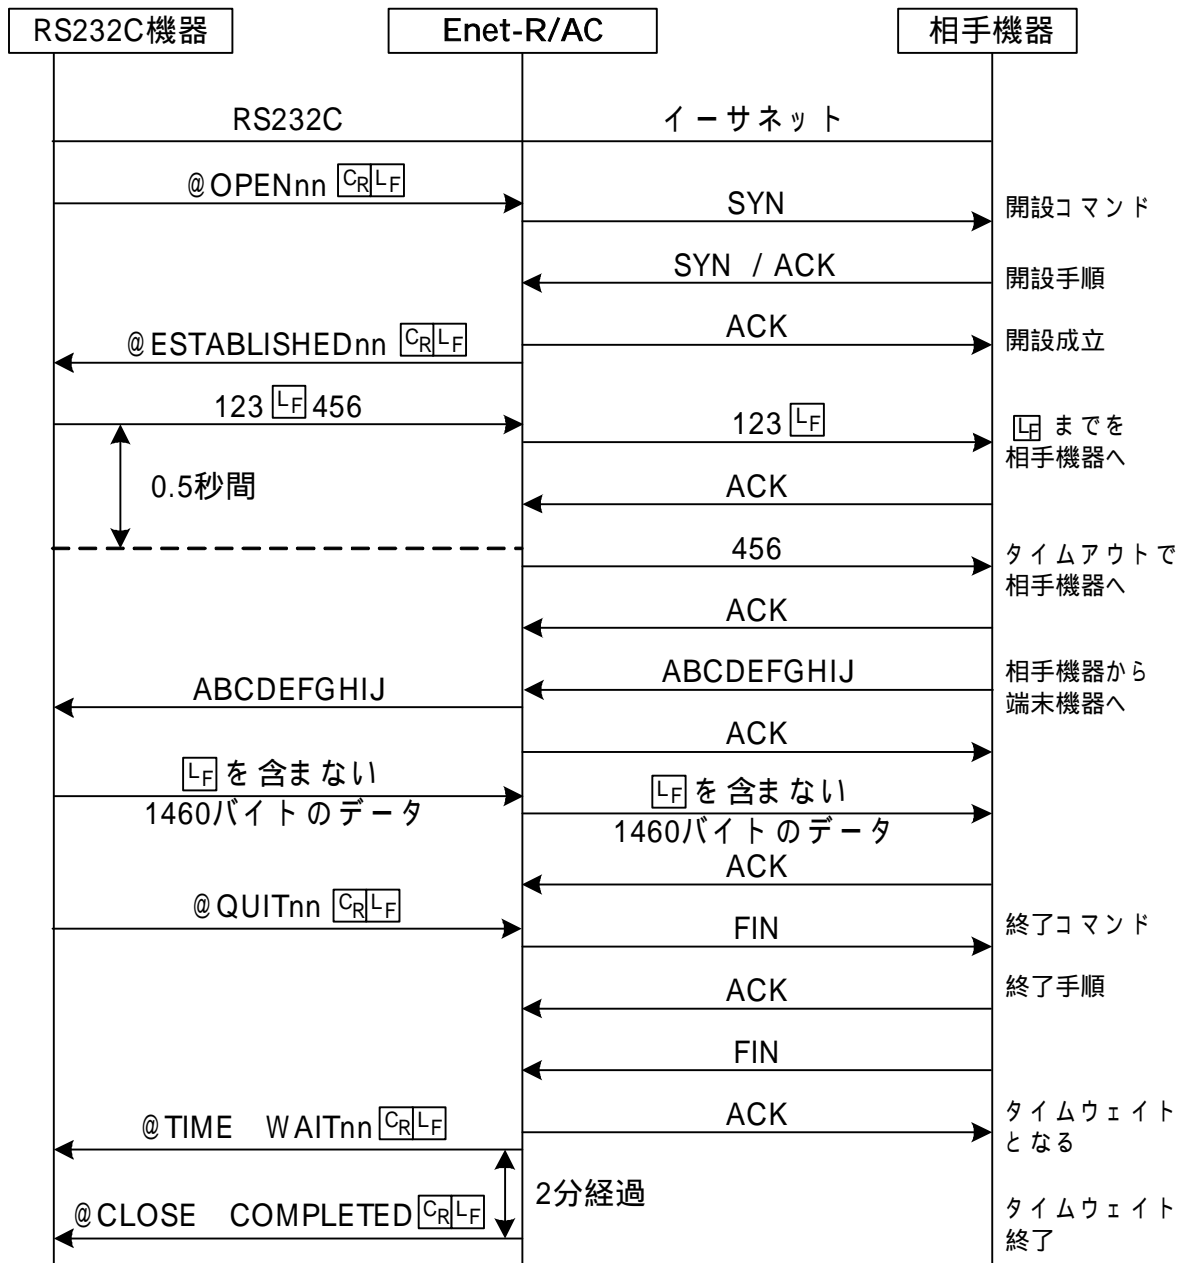 RS232C機器
Enet-R/AC
相手機器
RS232C
イーサネット
@OPENnn CRLF
SYN
開設コマンド
SYN / ACK
開設手順
@ESTABLISHEDnn CRLF
ACK
開設成立
123 LF 456
123 LF
LF までを
相手機器へ
0.5秒間
ACK
456
タイムアウトで
相手機器へ
ACK
ABCDEFGHIJ
ABCDEFGHIJ
相手機器から
端末機器へ
ACK
LF を含まない
1460バイトのデータ
LF を含まない
1460バイトのデータ
ACK
@QUITnn CRLF
FIN
終了コマンド
ACK
終了手順
FIN
@TIME WAITnn CRLF
ACK
タイムウェイト
となる
2分経過
@CLOSE COMPLETED CRLF
タイムウェイト
終了